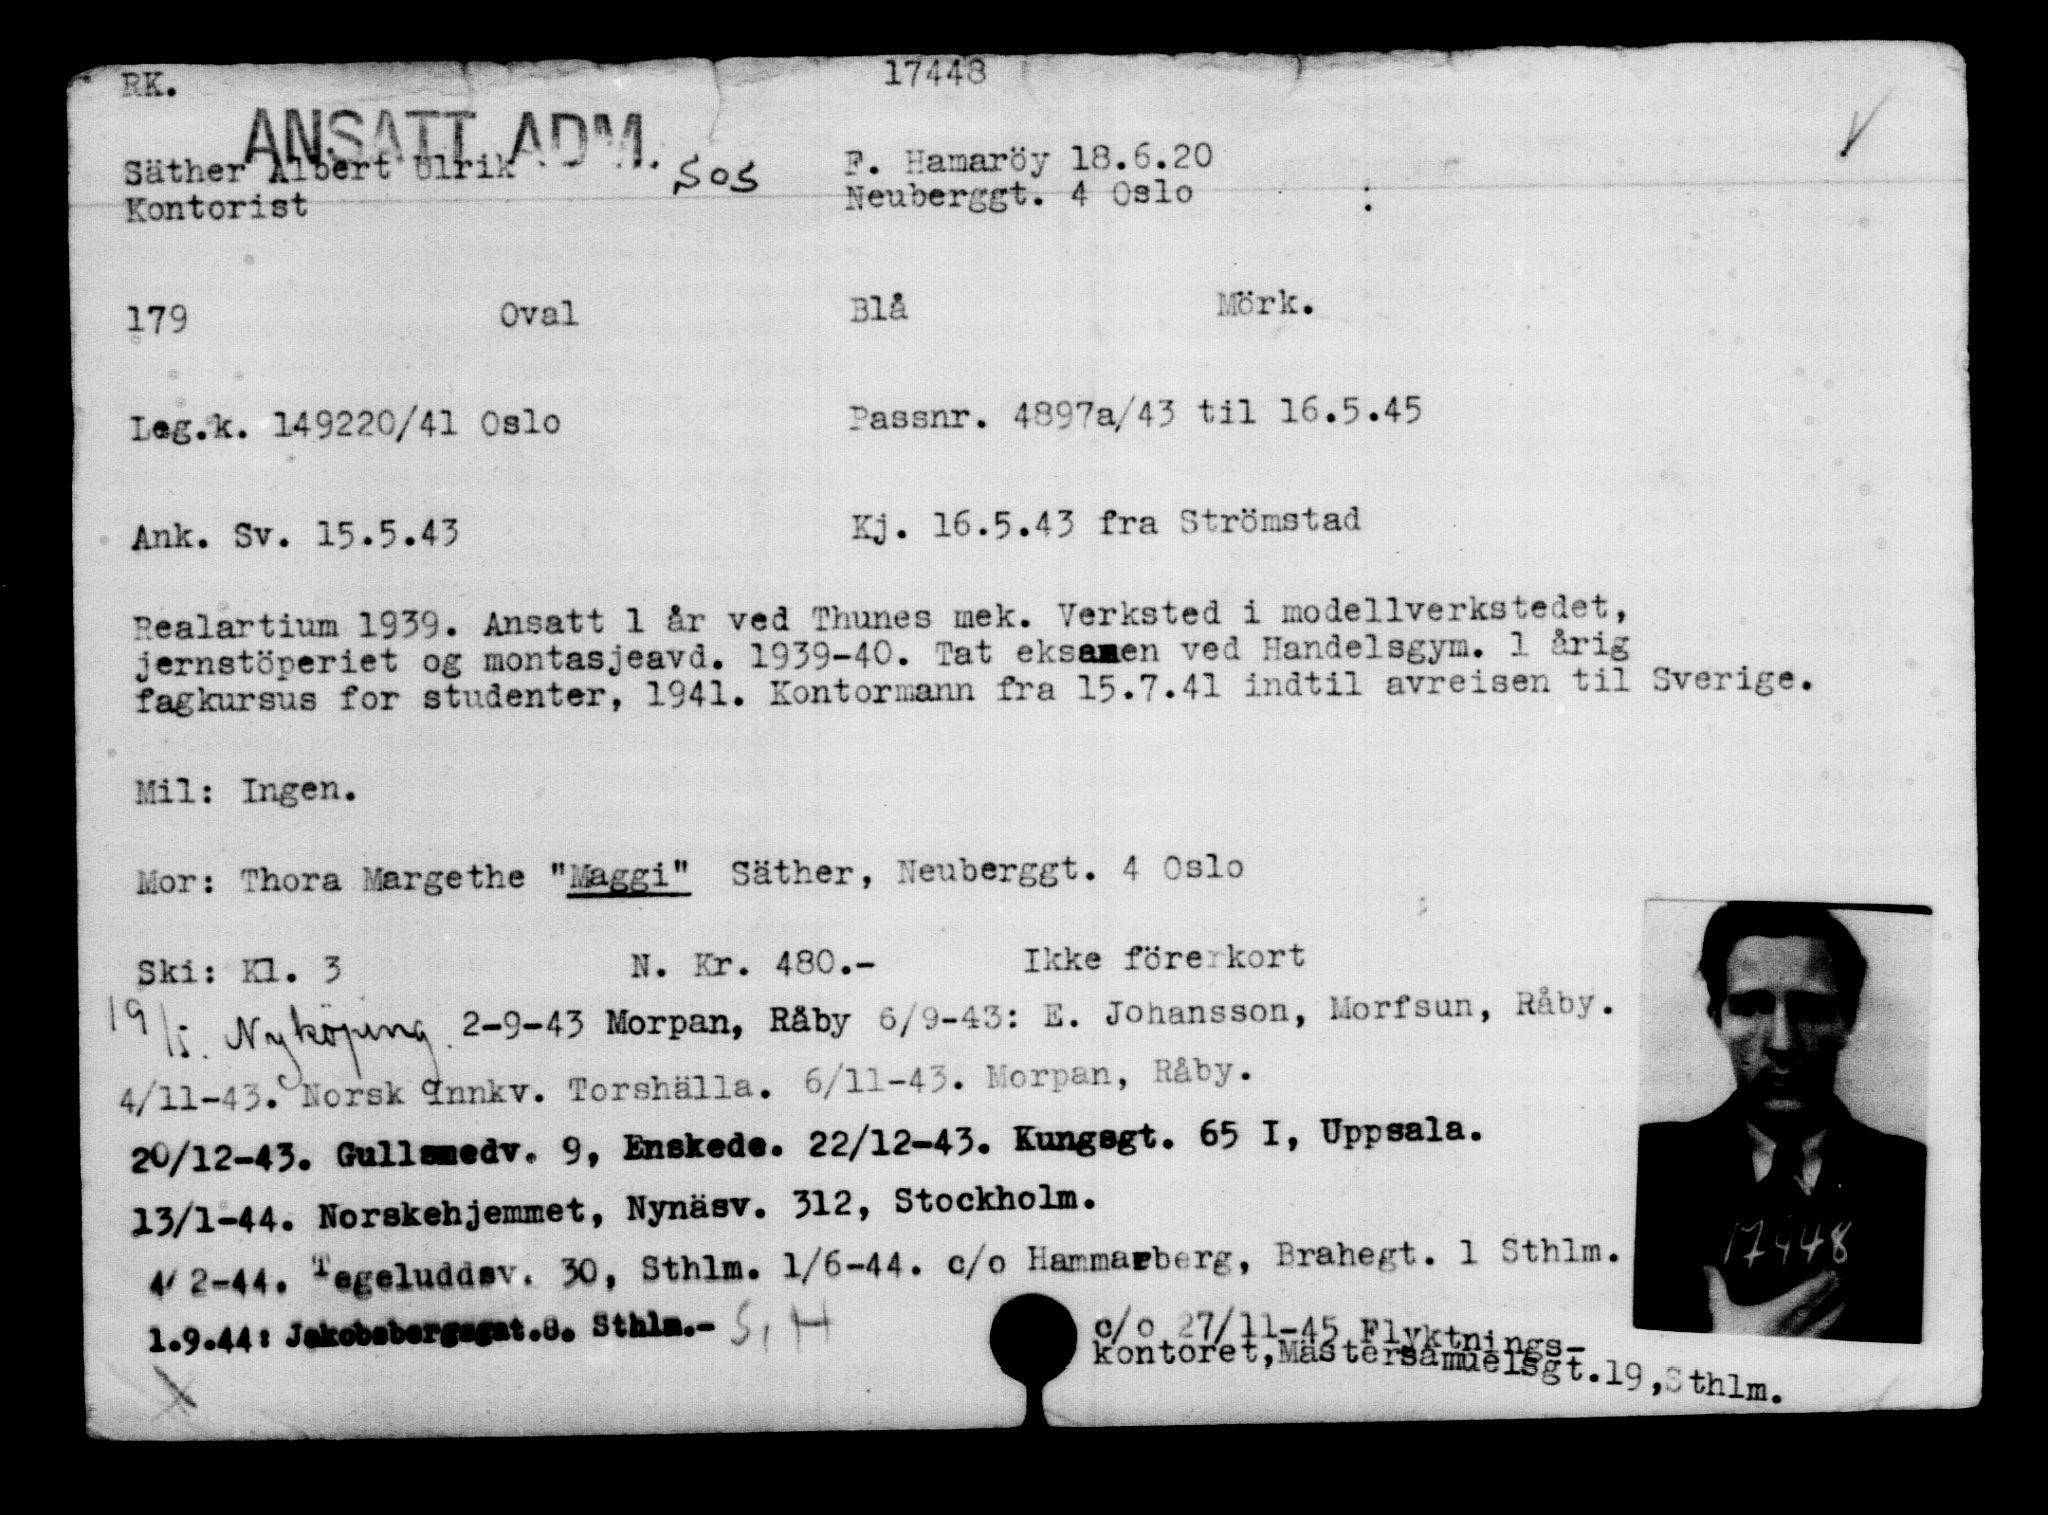 RK. 17448
ANSATT ADM.
Säther Albert Ulrik SOS F. Hamaröy 18.6.20
Kontorist Neuberggt. 4 Oslo :
179 Oval Blå Mörk.
Leg.k. 149220/41 Oslo Passnr. 4897a/43 til 16.5.45
Ank. Sv. 15.5.43 Kj. 16.5.43 fra Strömstad
Realartium 1939. Ansatt 1 år ved Thunes mek. Verksted i modellverkstedet,
jernstöperiet og montasjeavd. 1939-40. Tat eksamen ved Handelsgym. 1 årig
fagkursus for studenter, 1941. Kontormann fra 15.7.41 indtil avreisen til Sverige.
Mil: Ingen.
Mor: Thora Margethe "Maggi" Säther, Neuberggt. 4 Oslo
Ski: Kl. 3 N. Kr. 480.- Ikke förerkort
19/5. Nyköping. 2-9-43 Morpan, Råby 6/9-43: E. Johansson, Morfsun, Råby.
4/11-43. Norsk Innkv. Torshälla. 6/11-43. Morpan, Råby.
20/12-43. Gullsmedv. 9, Enskede. 22/12-43. Kungsgt. 65 I, Uppsala.
13/1-44. Norskehjemmet, Nynäsv. 312, Stockholm.
4/2-44. Tegeluddsv. 30, Sthlm. 1/6-44. c/o Hammarberg, Brahegt. 1 Sthlm.
1.9.44: Jakobsbergsgat.8. Sthlm.- S, H
c/o 27/11-45 Flyktnings-
kontoret,Mästersamuelsgt.19,Sthlm.
17448